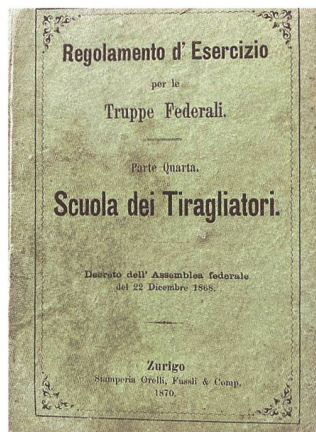 Regolamento d' Esercizio
per le
Truppe Federali.
Parte Quarta.
Scuola dei Tiragliatori.
Decreto dell' Assemblea federale
del 22 Dicembre 1868.
Zurigo
Stamperia Orelli, Fussli & Comp.
1870.